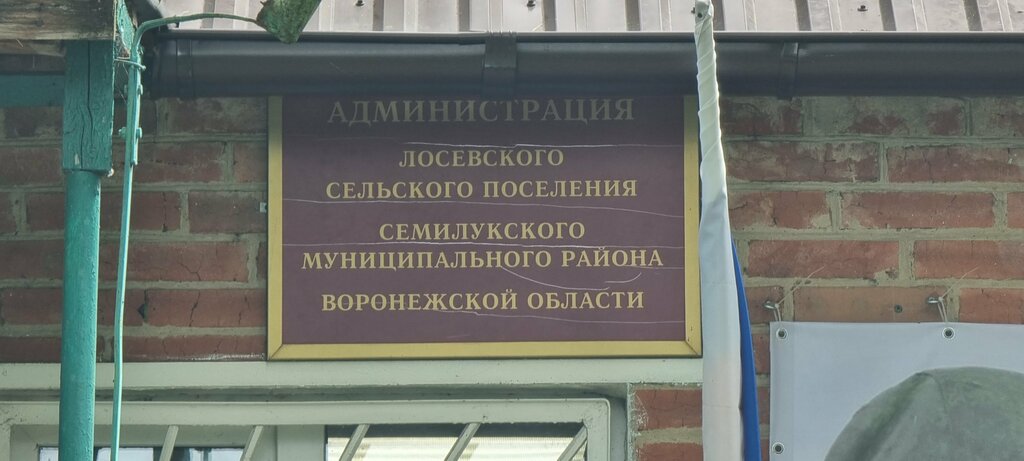 АДМИНИСТРАЦИЯ
ЛОСЕВСКОГО
СЕЛЬСКОГО ПОСЕЛЕНИЯ
СЕМИЛУКСКОГО
МУНИЦИПАЛЬНОГО РАЙОНА
ВОРОНЕЖСКОЙ ОБЛАСТИ